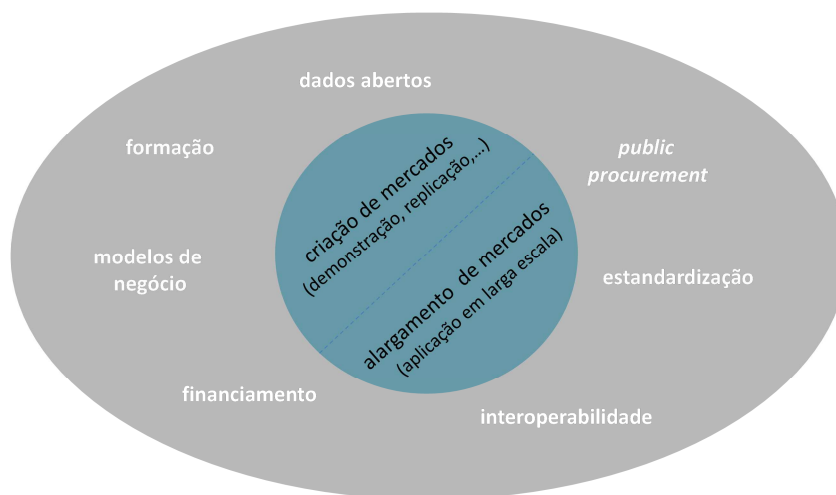 dados abertos
formação
public
procurement
criação de mercados
(demonstração, replicação,...)
modelos de
negócio
alargamento de mercados
(aplicação em larga escala)
estandardização
financiamento
interoperabilidade